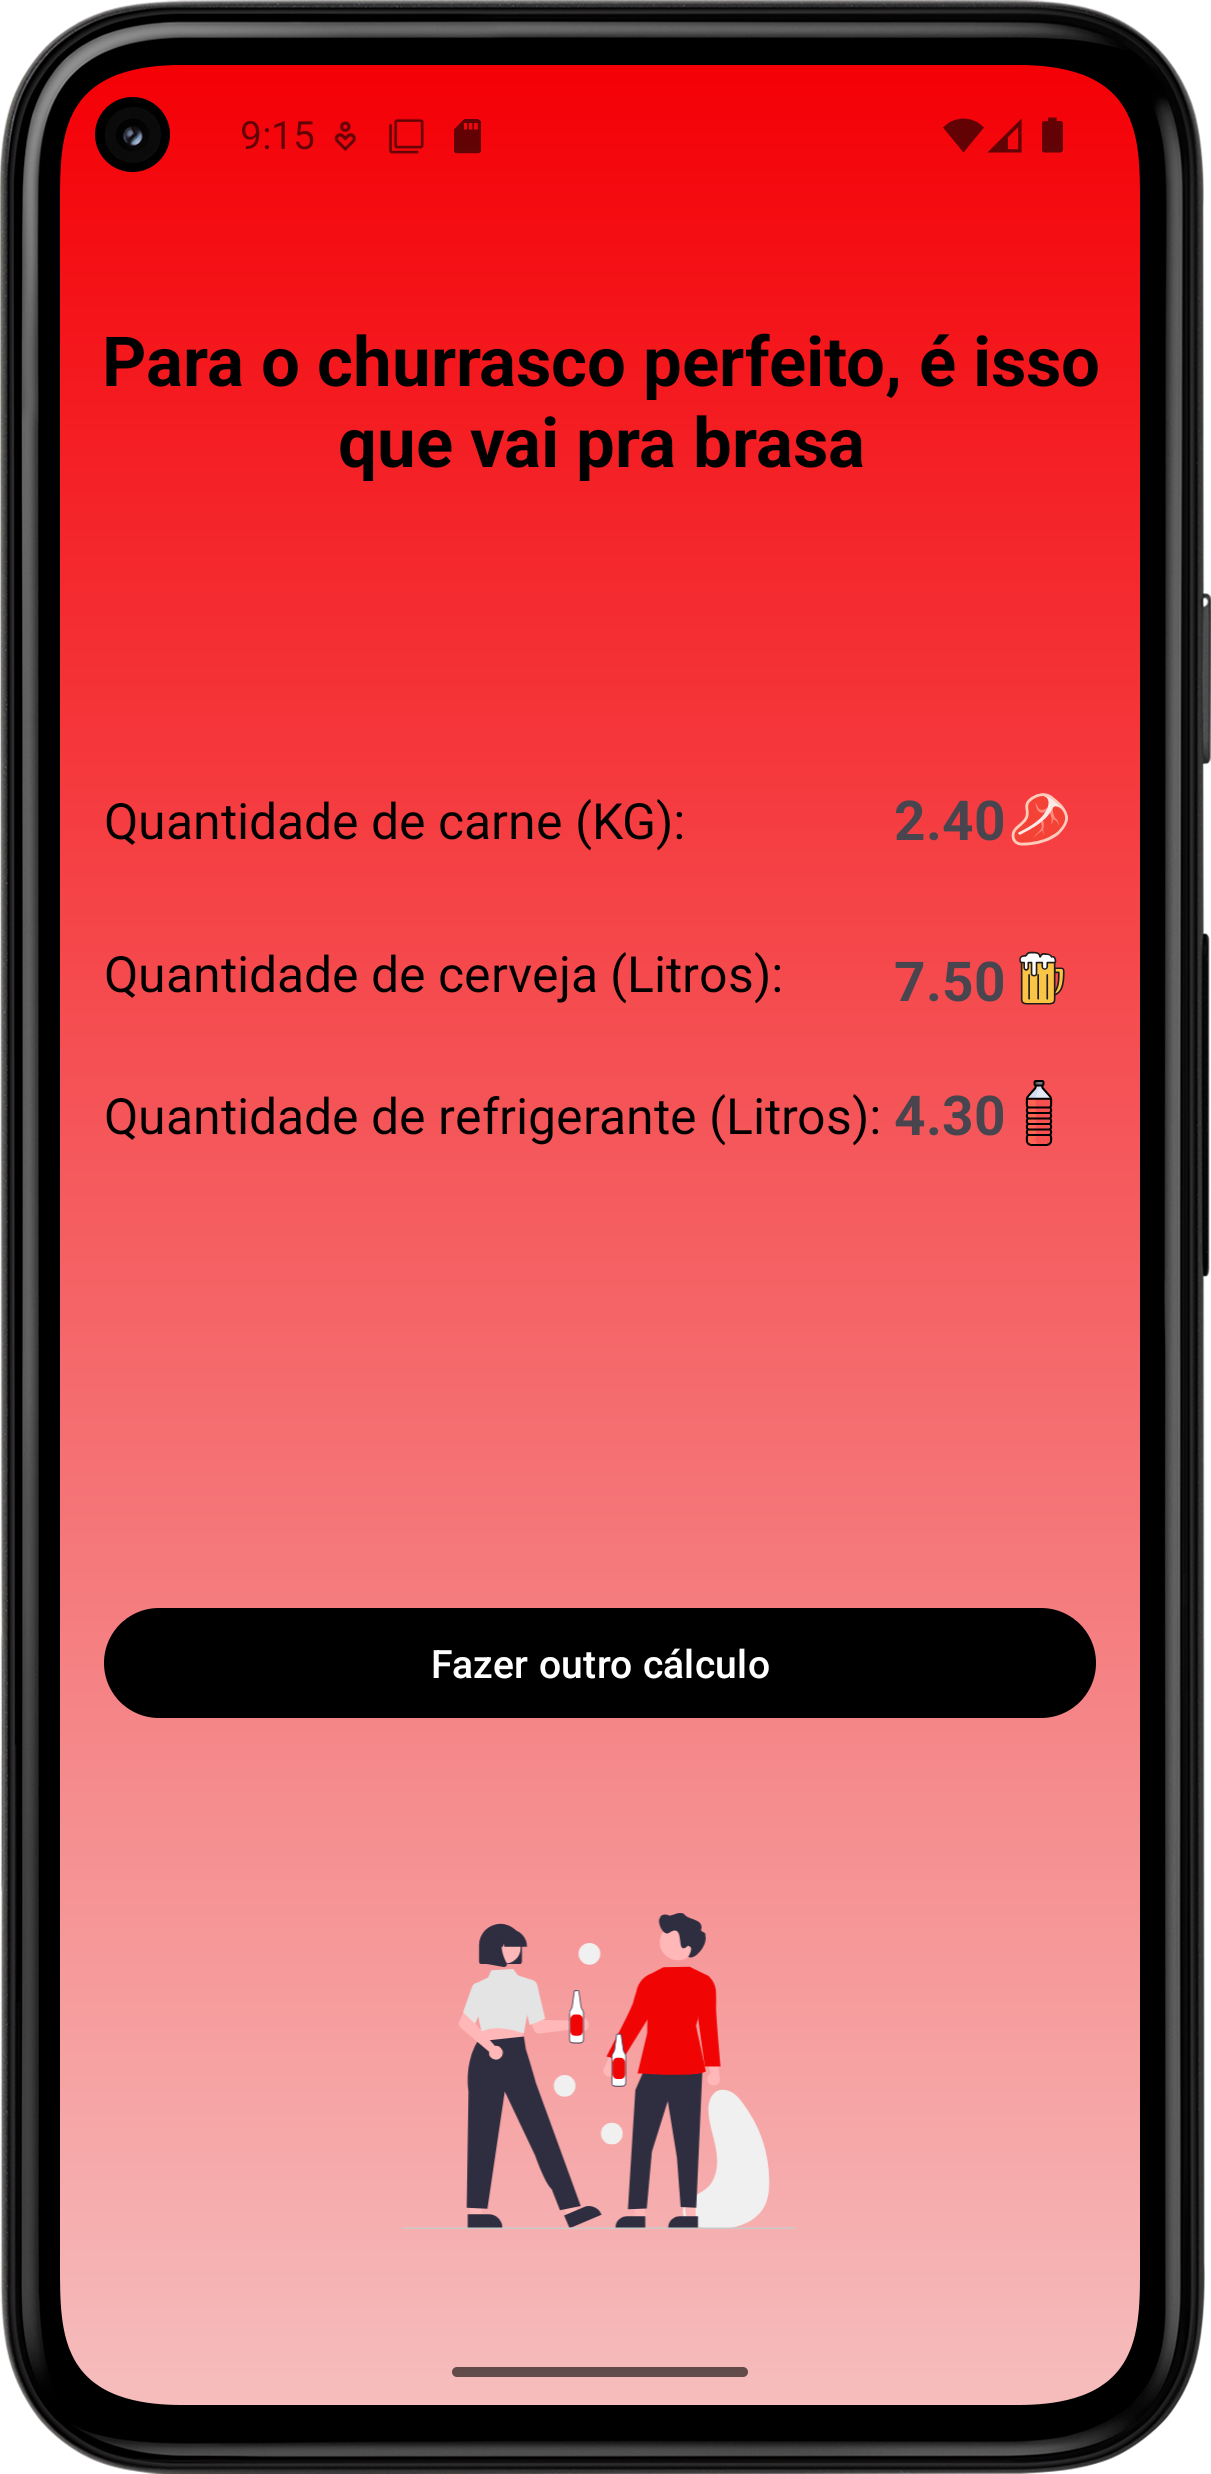 9:15
Para o churrasco perfeito, é isso
que vai pra brasa
Quantidade de carne (KG): 2.40
Quantidade de cerveja (Litros): 7.50
Quantidade de refrigerante (Litros): 4.30
Fazer outro cálculo